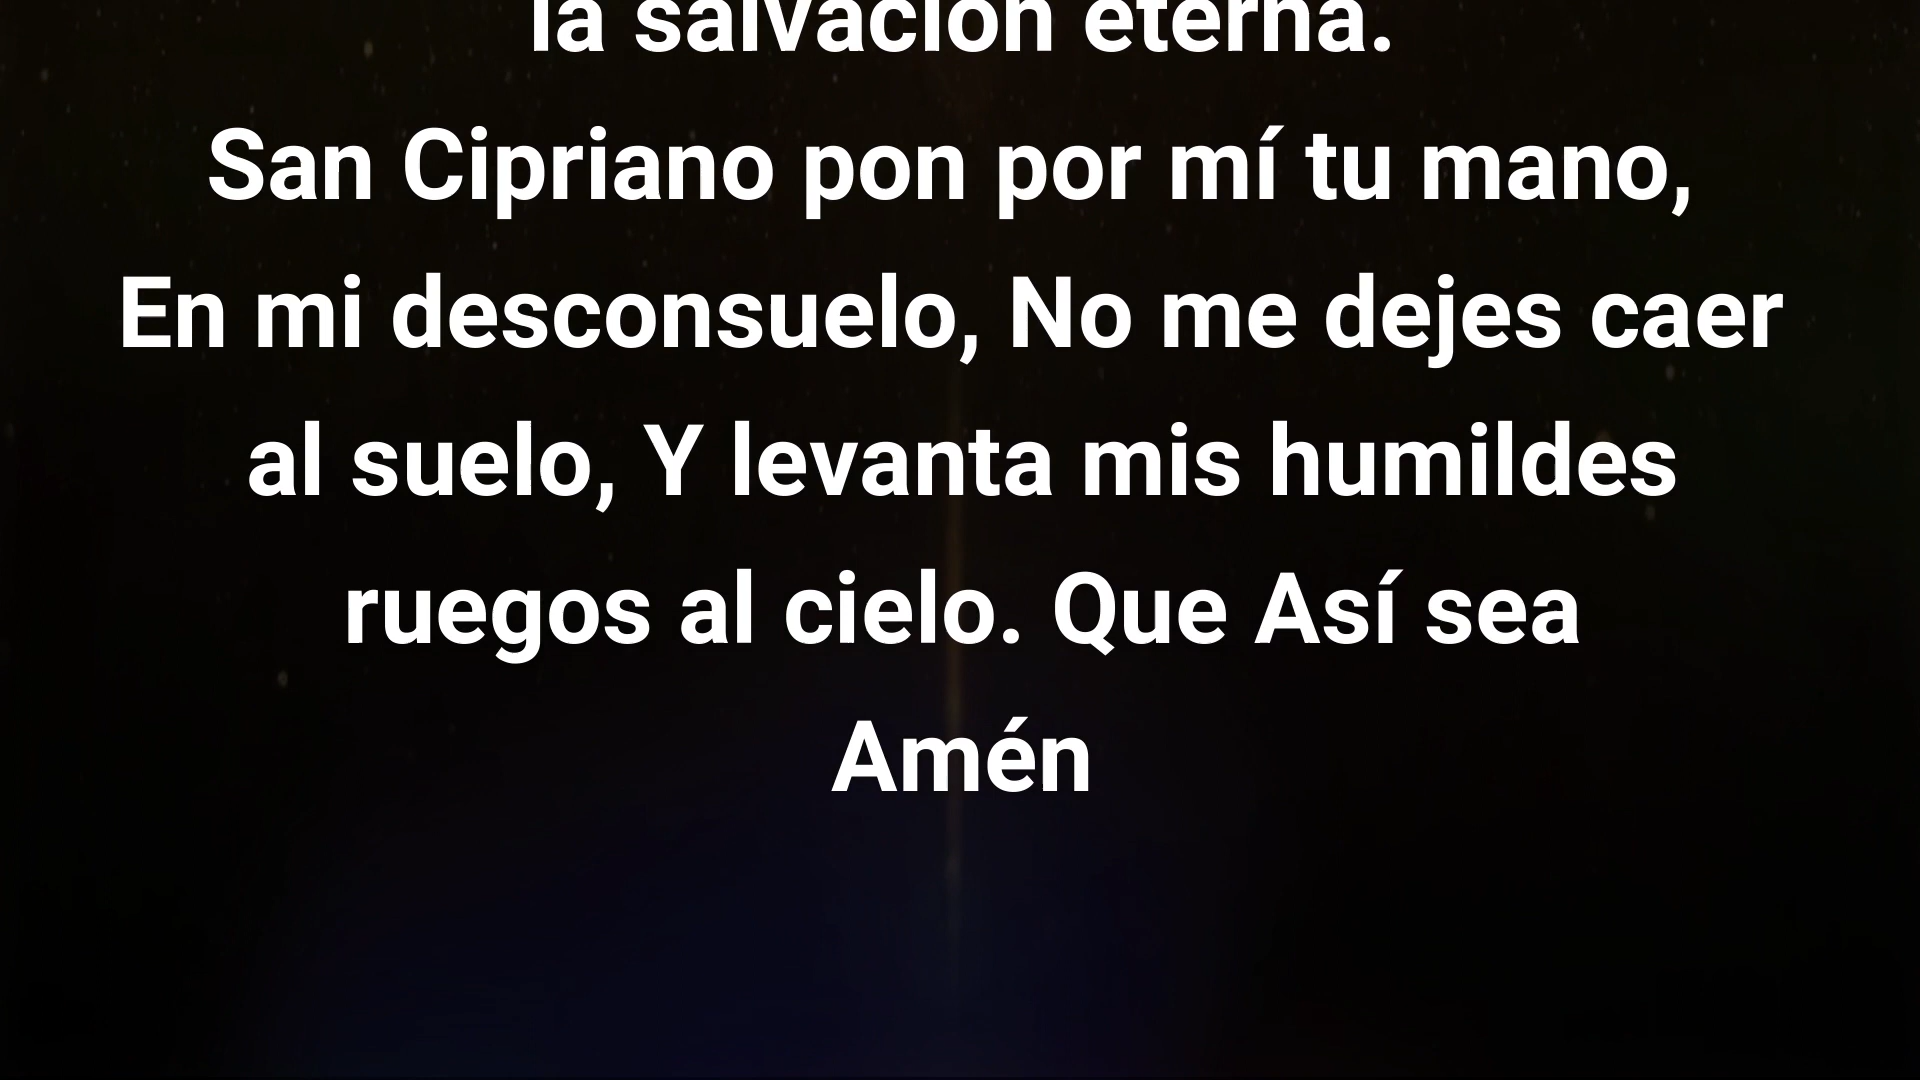 la salvación eterna.
San Cipriano pon por mí tu mano,
En mi desconsuelo, No me dejes caer
al suelo, Y levanta mis humildes
ruegos al cielo. Que Así sea
Amén